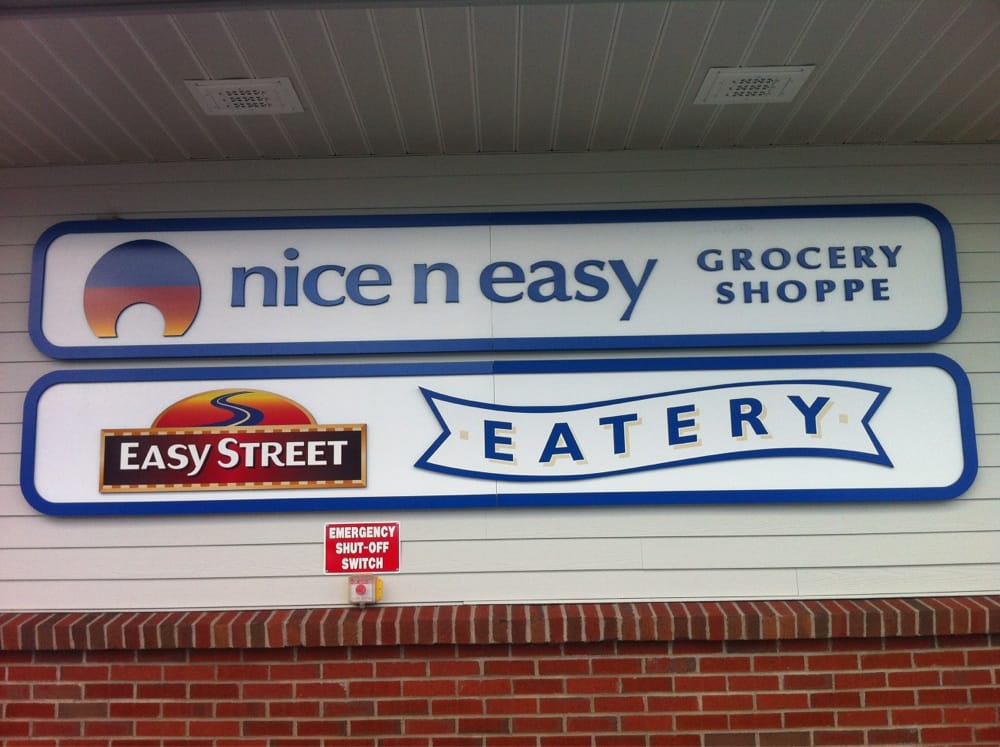 nice n easy GROCERY
SHOPPE
EASY STREET EATERY
EMERGENCY
SHUT-OFF
SWITCH